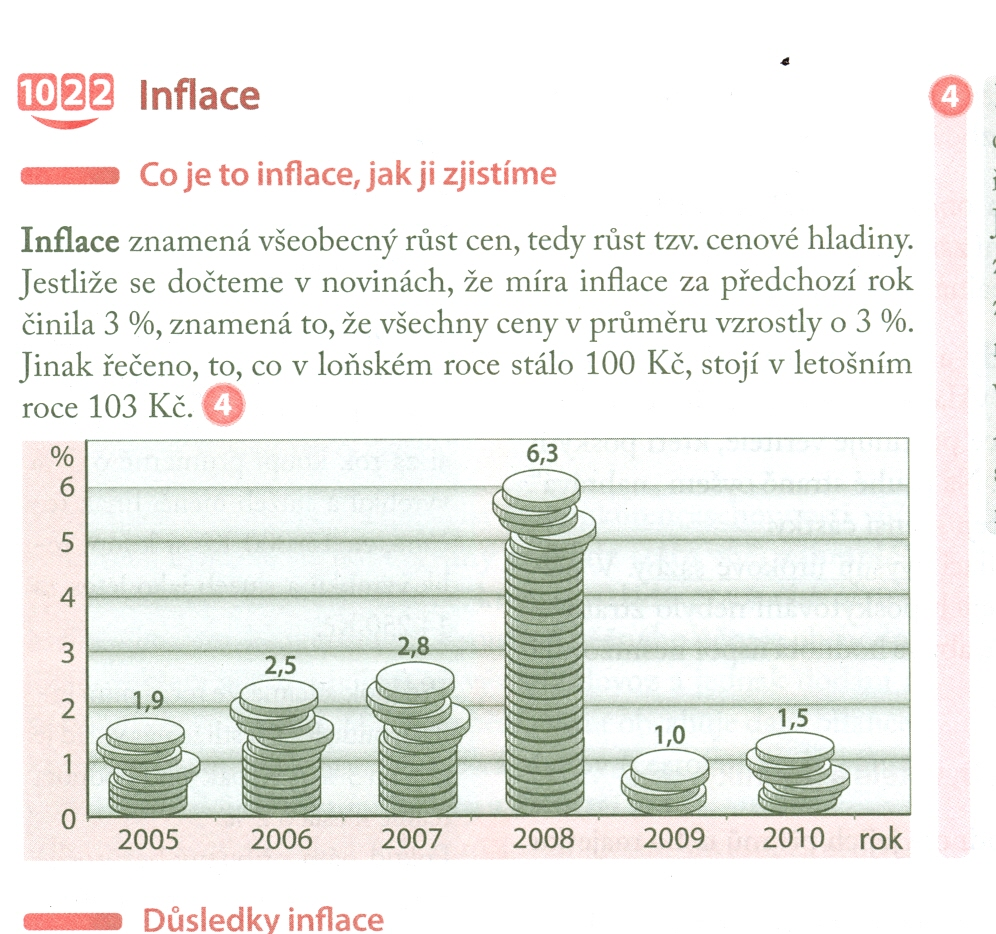 1022 Inflace
4
Co je to inflace, jak ji zjistíme
Inflace znamená všeobecný růst cen, tedy růst tzv. cenové hladiny.
Jestliže se dočteme v novinách, že míra inflace za předchozí rok
činila 3 %, znamená to, že všechny ceny v průměru vzrostly o 3 %.
Jinak řečeno, to, co v loňském roce stálo 100 Kč, stojí v letošním
roce 103 Kč. 4
%
6
5
4
3
2
1
0
1,9
2,5
2,8
6,3
1,0
1,5
2005 2006 2007 2008 2009 2010 rok
Důsledky inflace